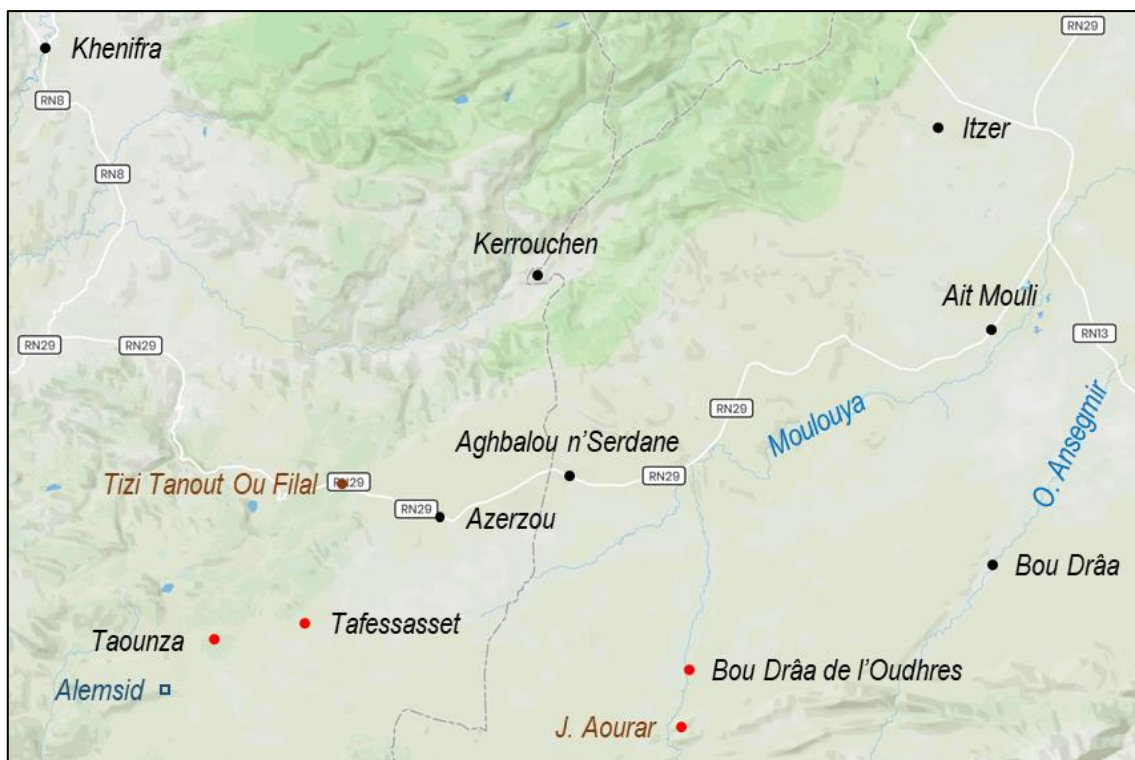 RN29
Khenifra
RN8
Itzer
RN8
Kerrouchen
Ait Mouli
RN29
RN29
RN13
RN29
Moulouya
O. Ansegmir
Aghbalou n’Serdane
RN29
Tizi Tanout Ou Filal
RN29
RN29
Azerzou
Bou Drâa
Tafessasset
Taounza
Bou Drâa de l’Oudhres
Alemsid
J. Aourar